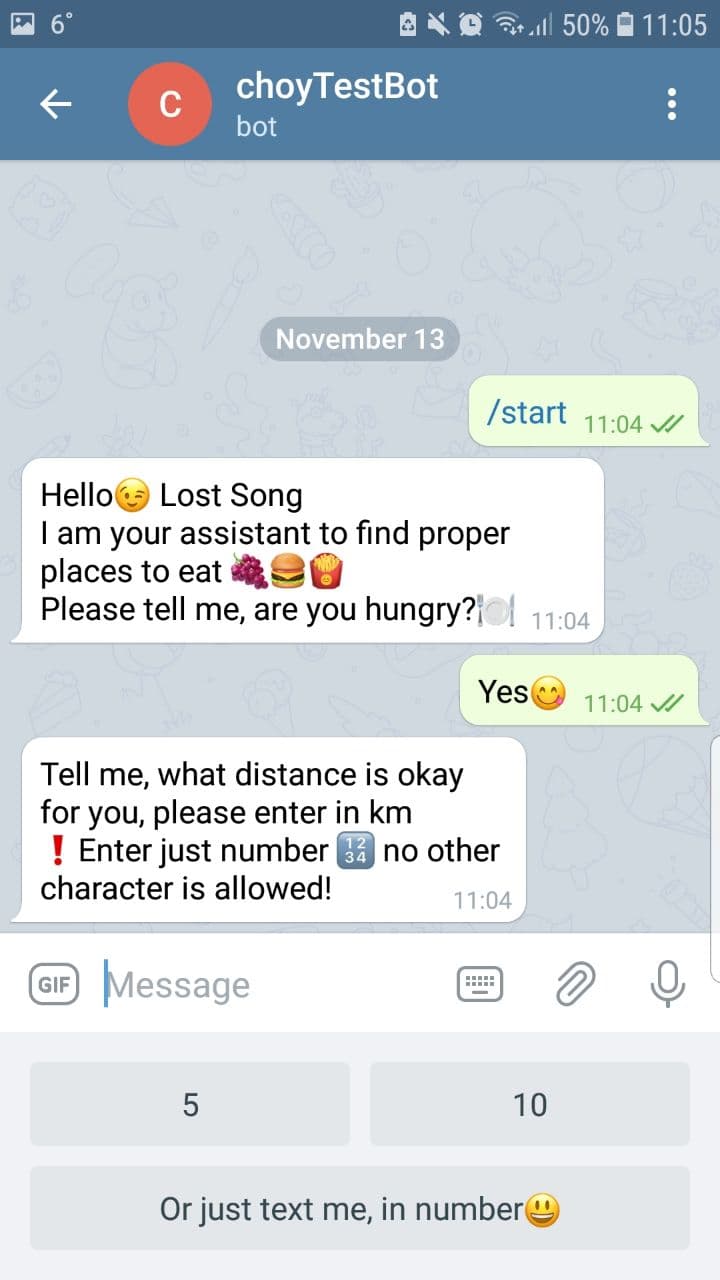 6° 50% 11:05
choyTestBot
bot
November 13
/start 11:04
Hello😉 Lost Song
I am your assistant to find proper
places to eat 🍇🍔🍟
Please tell me, are you hungry?🍽 11:04
Yes😋 11:04
Tell me, what distance is okay
for you, please enter in km
❗ Enter just number 🔢 no other
character is allowed! 11:04
GIF Message
5 10
Or just text me, in number😃